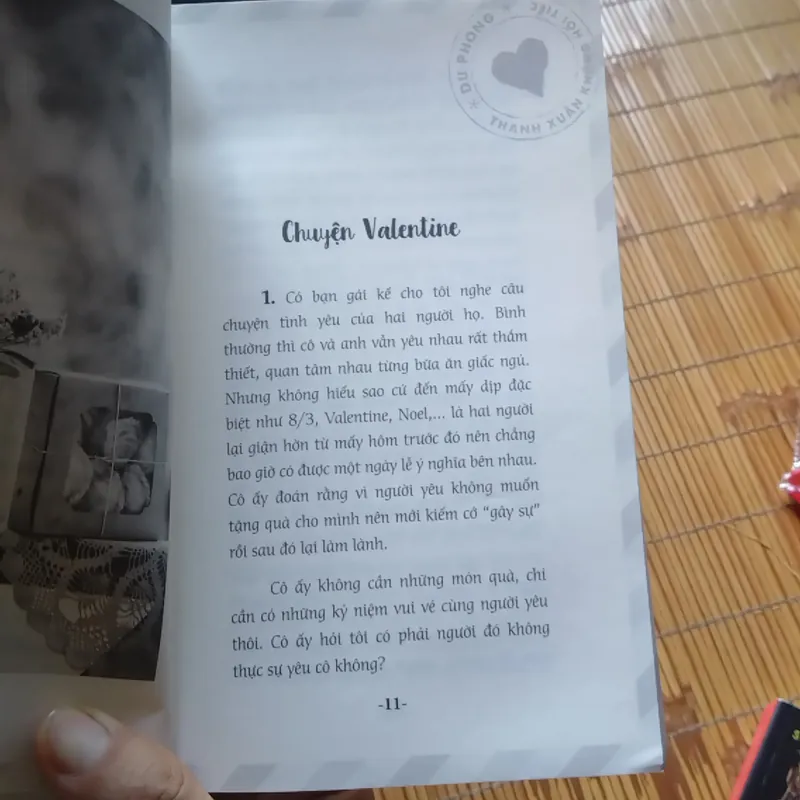 DU PHONG
THANH XUÂN KHÔNG HỐI TIẾC
Chuyện Valentine
1. Có bạn gái kể cho tôi nghe câu
chuyện tình yêu của hai người họ. Bình
thường thì cô và anh vẫn yêu nhau rất thắm
thiết, quan tâm nhau từng bữa ăn giấc ngủ.
Nhưng không hiểu sao cứ đến mấy dịp đặc
biệt như 8/3, Valentine, Noel,... là hai người
lại giận hờn từ mấy hôm trước đó nên chẳng
bao giờ có được một ngày lễ ý nghĩa bên nhau.
Cô ấy đoán rằng vì người yêu không muốn
tặng quà cho mình nên mới kiếm cớ “gây sự”
rồi sau đó lại làm lành.
Cô ấy không cần những món quà, chỉ
cần có những kỷ niệm vui vẻ cùng người yêu
thôi. Cô ấy hỏi tôi có phải người đó không
thực sự yêu cô không?
-11-